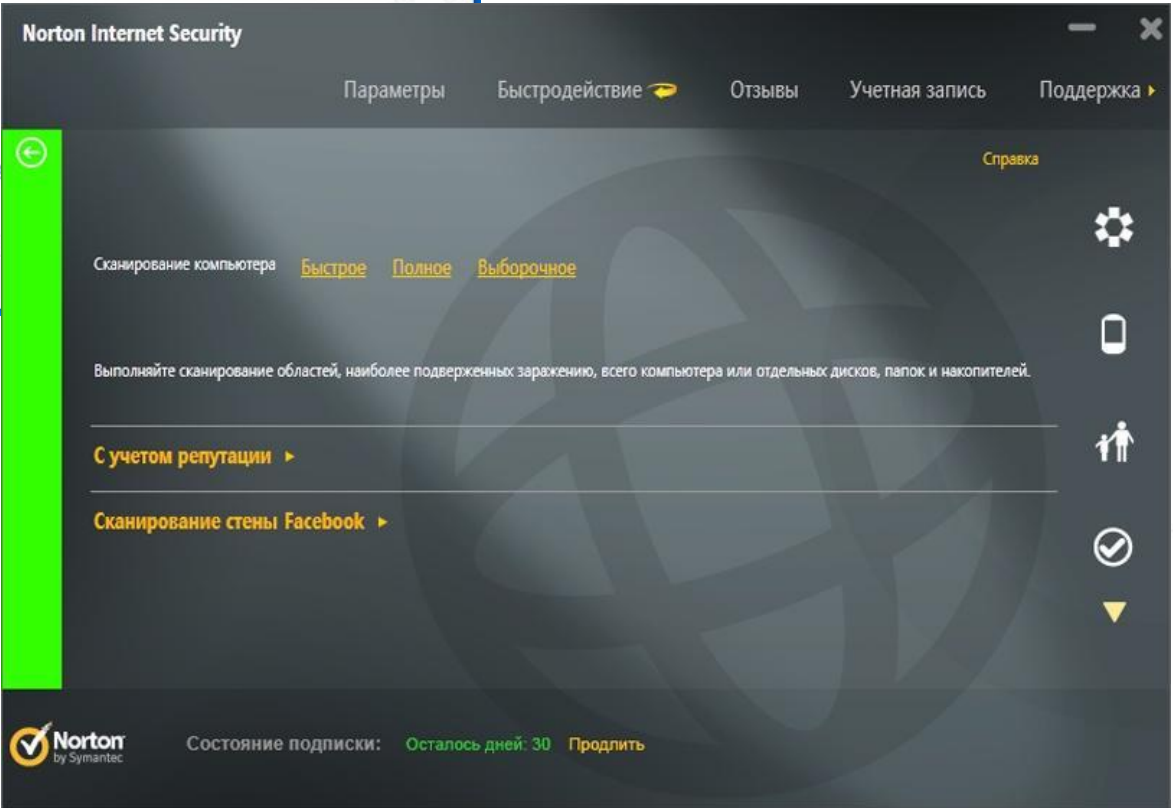 Norton Internet Security
Параметры Быстродействие Отзывы Учетная запись Поддержка
Справка
Сканирование компьютера Быстрое Полное Выборочное
Выполняйте сканирование областей, наиболее подверженных заражению, всего компьютера или отдельных дисков, папок и накопителей.
С учетом репутации
Сканирование стены Facebook
Norton
by Symantec
Состояние подписки: Осталось дней: 30 Продлить